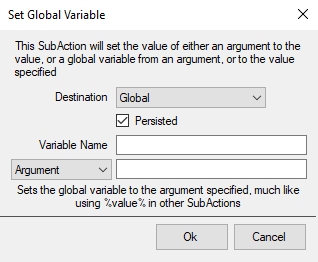 Set Global Variable
This SubAction will set the value of either an argument to the
value, or a global variable from an argument, or to the value
specified
Destination Global
Persisted
Variable Name
Argument
Sets the global variable to the argument specified, much like
using %value% in other SubActions
Ok Cancel